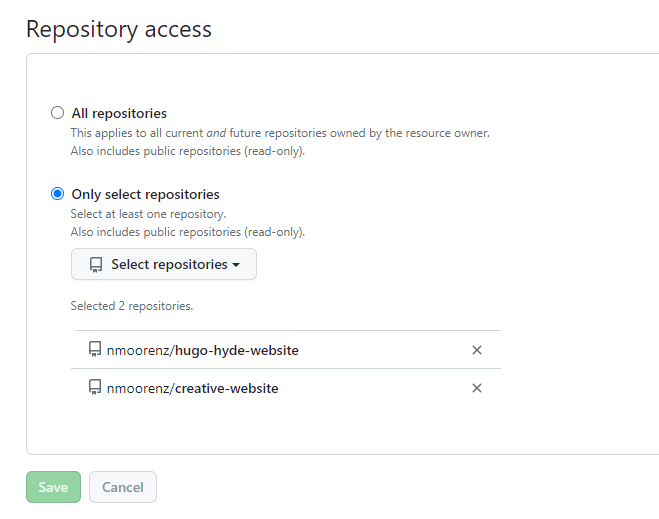 Repository access
All repositories
This applies to all current and future repositories owned by the resource owner.
Also includes public repositories (read-only).
Only select repositories
Select at least one repository.
Also includes public repositories (read-only).
Select repositories
Selected 2 repositories.
nmoorenz/hugo-hyde-website
nmoorenz/creative-website
Save Cancel